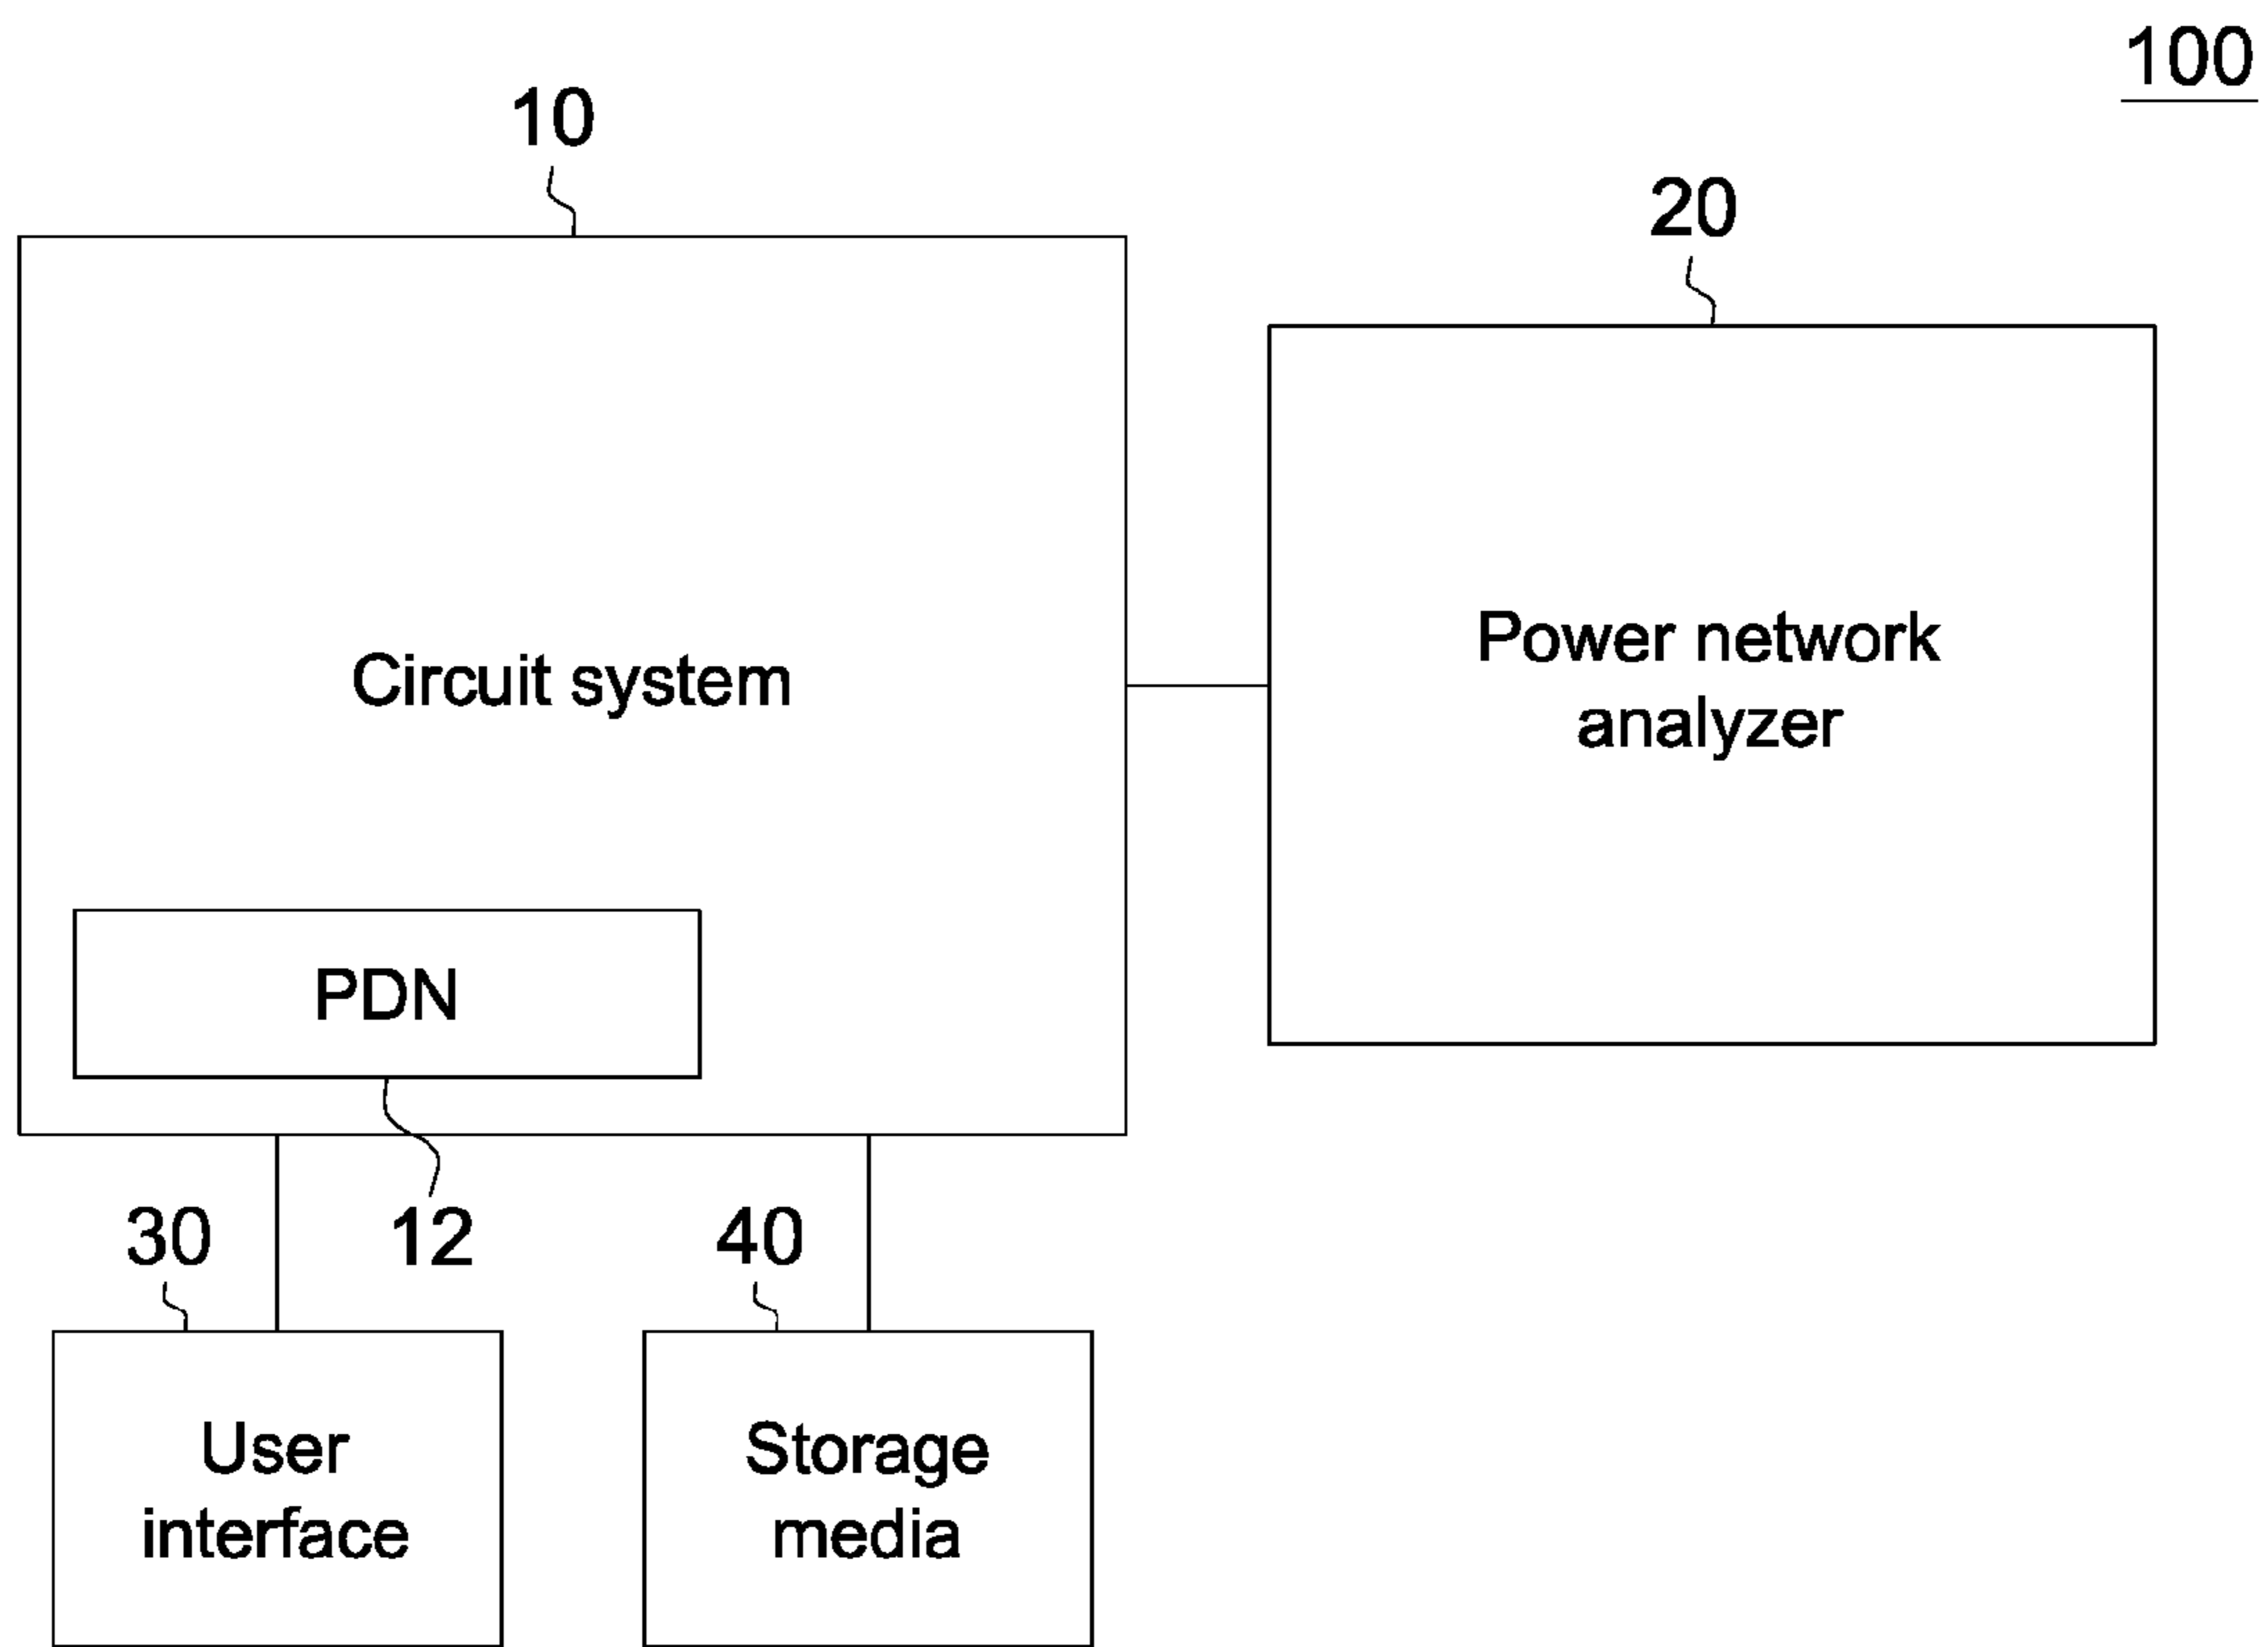 100
10
20
Circuit system
Power network
analyzer
PDN
30
12
40
User
interface
Storage
media